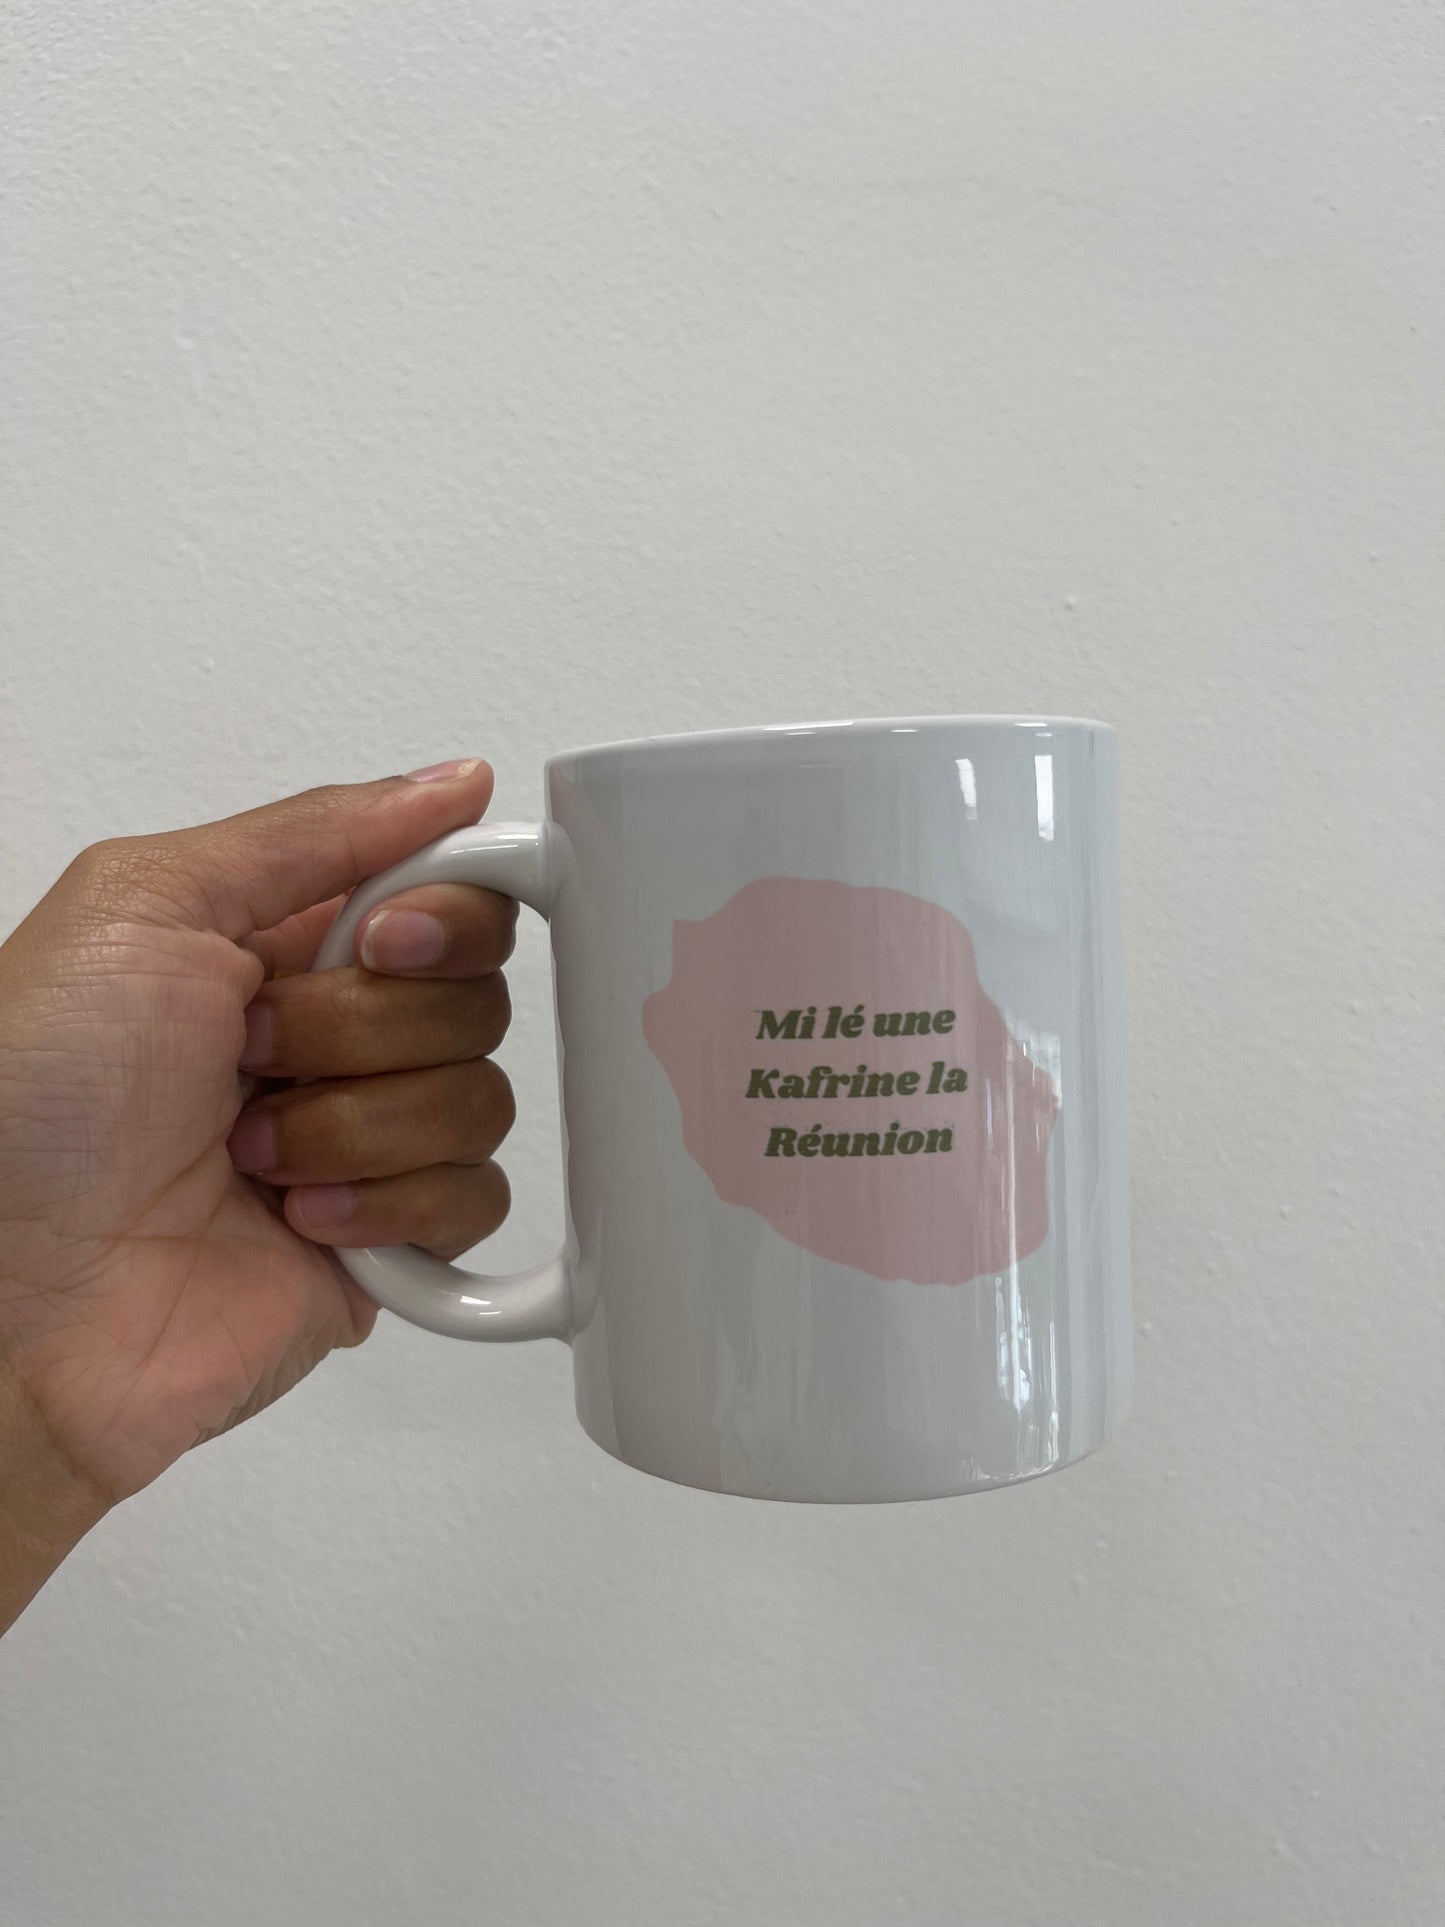 Mi lé une
Kafrine la
Réunion